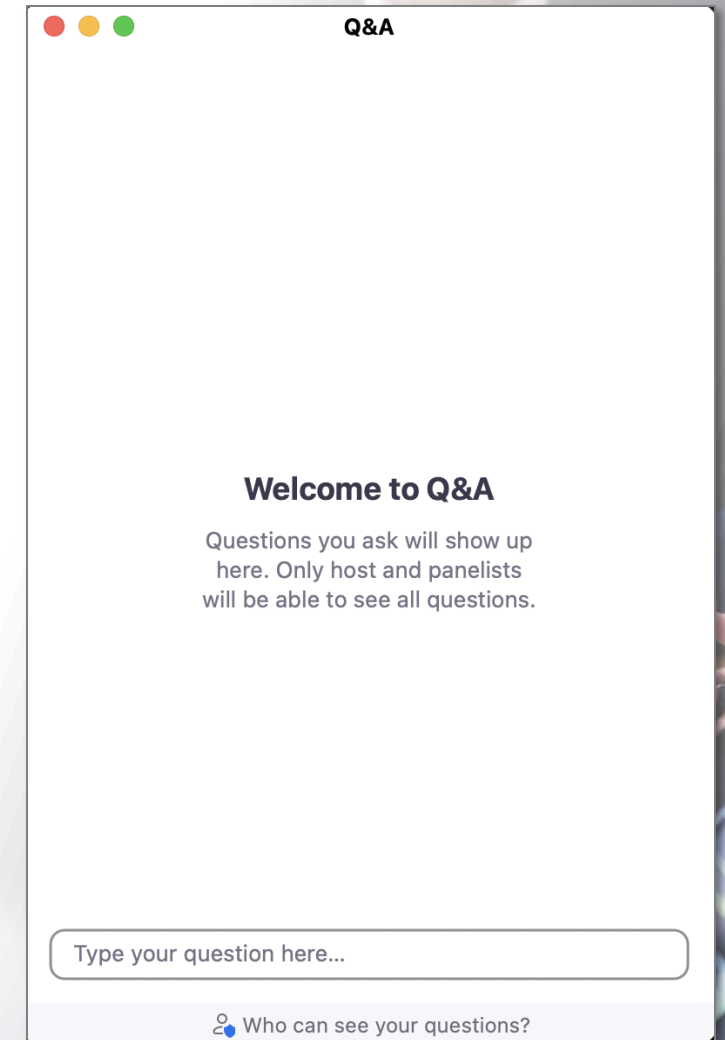 Q&A
Welcome to Q&A
Questions you ask will show up
here. Only host and panelists
will be able to see all questions.
Type your question here...
Who can see your questions?